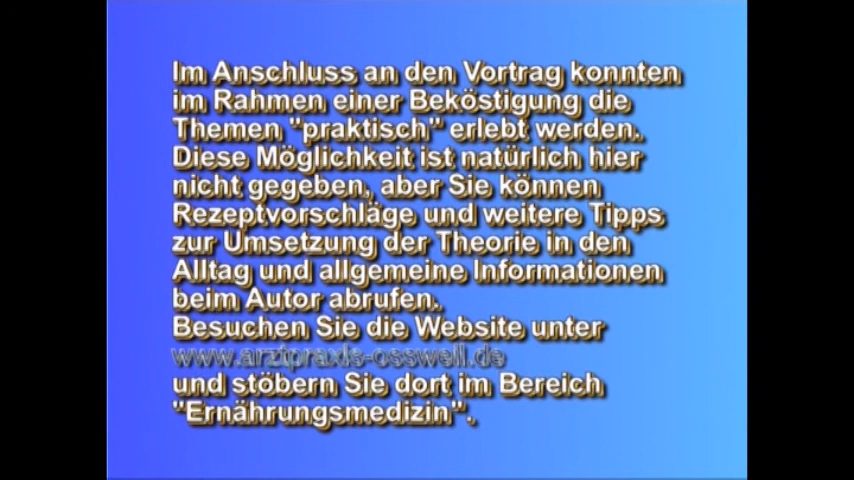 Im Anschluss an den Vortrag konnten
im Rahmen einer Beköstigung die
Themen "praktisch" erlebt werden.
Diese Möglichkeit ist natürlich hier
nicht gegeben, aber Sie können
Rezeptvorschläge und weitere Tipps
zur Umsetzung der Theorie in den
Alltag und allgemeine Informationen
beim Autor abrufen.
Besuchen Sie die Website unter
www.arztpraxis-ossweil.de
und stöbern Sie dort im Bereich
"Ernährungsmedizin".